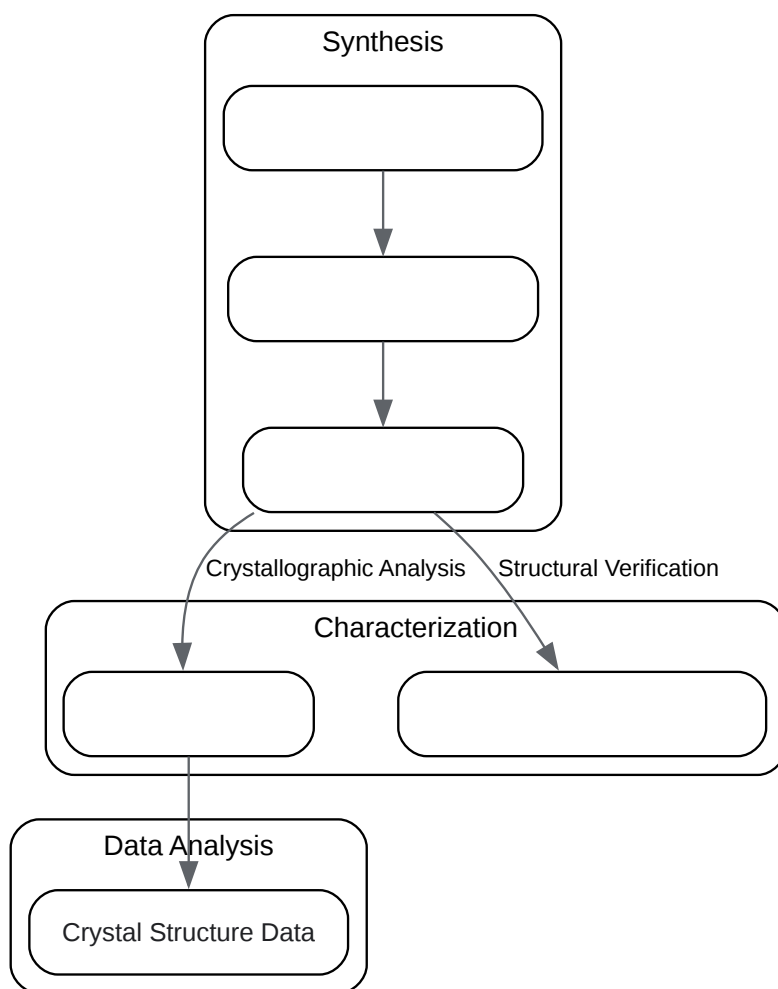 Synthesis
Crystallographic Analysis
Structural Verification
Characterization
Data Analysis
Crystal Structure Data